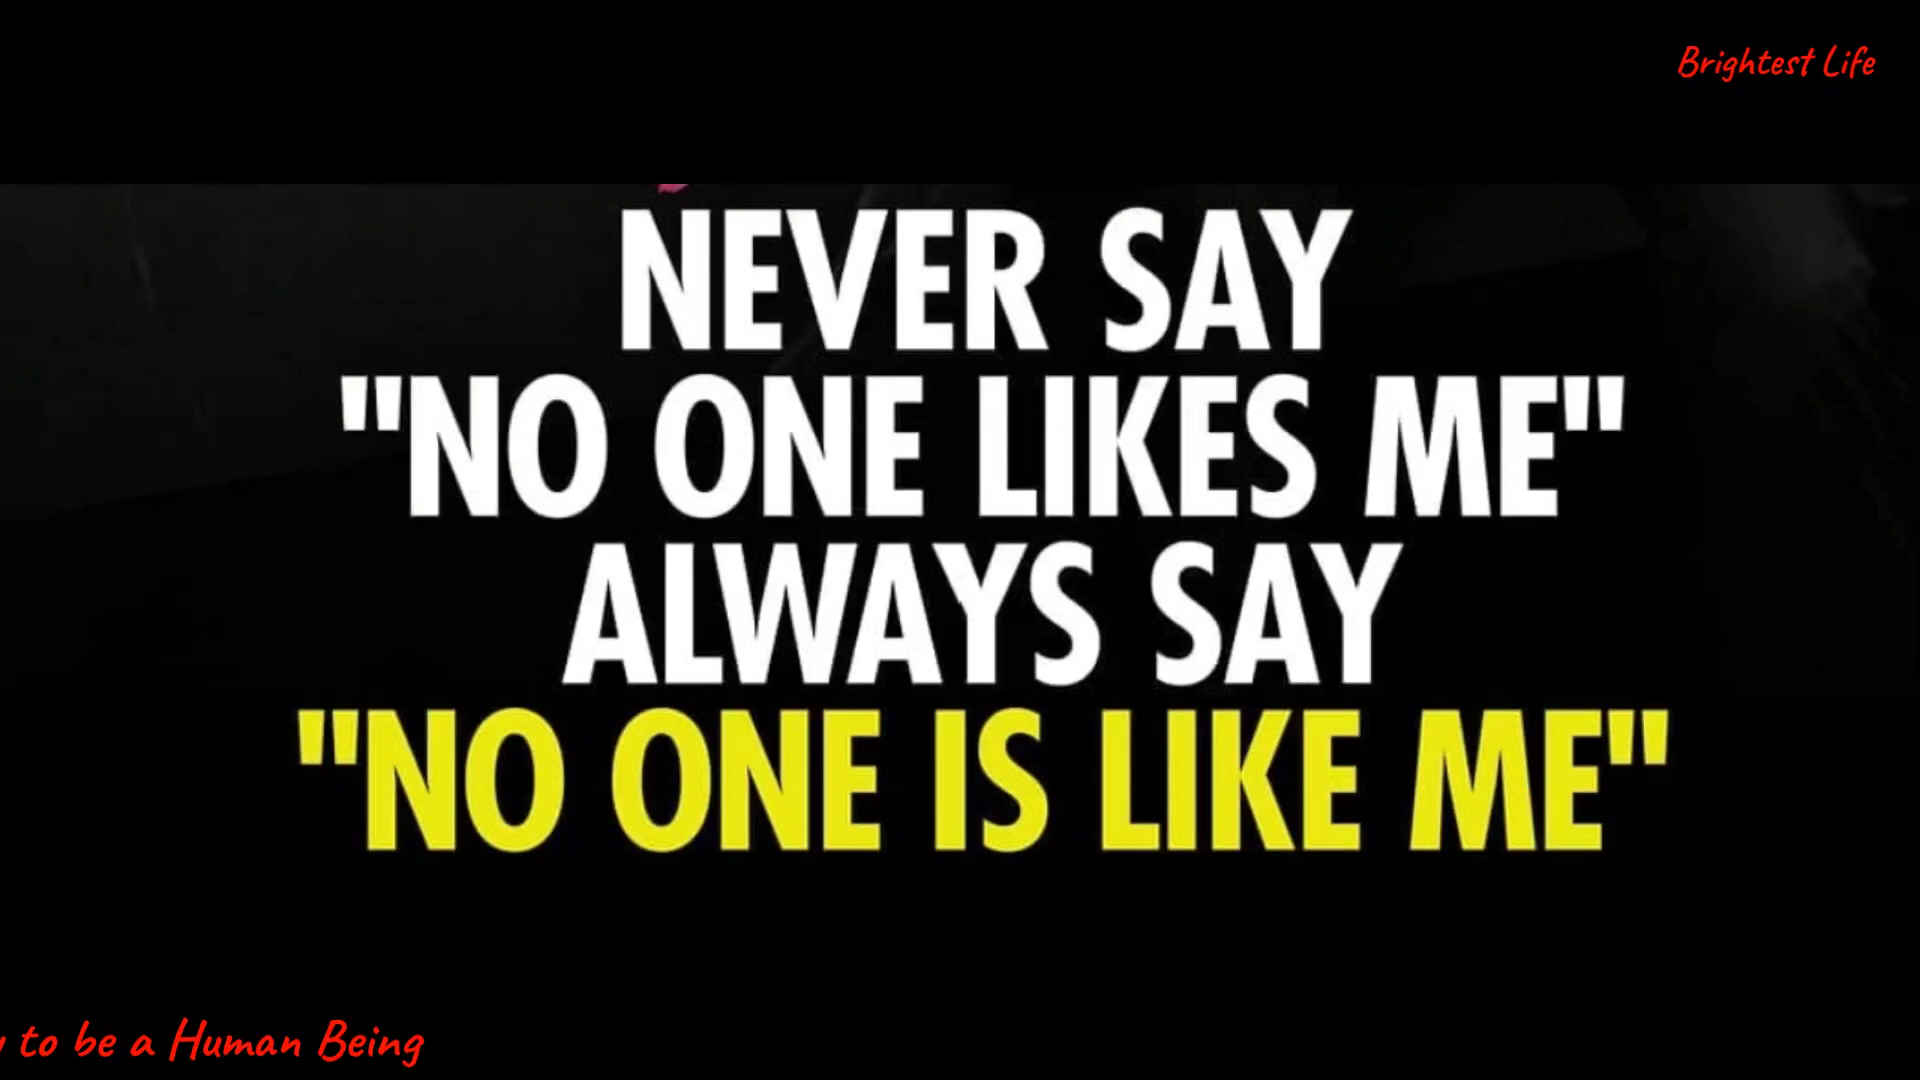 Brightest Life
NEVER SAY
"NO ONE LIKES ME"
ALWAYS SAY
"NO ONE IS LIKE ME"
to be a Human Being